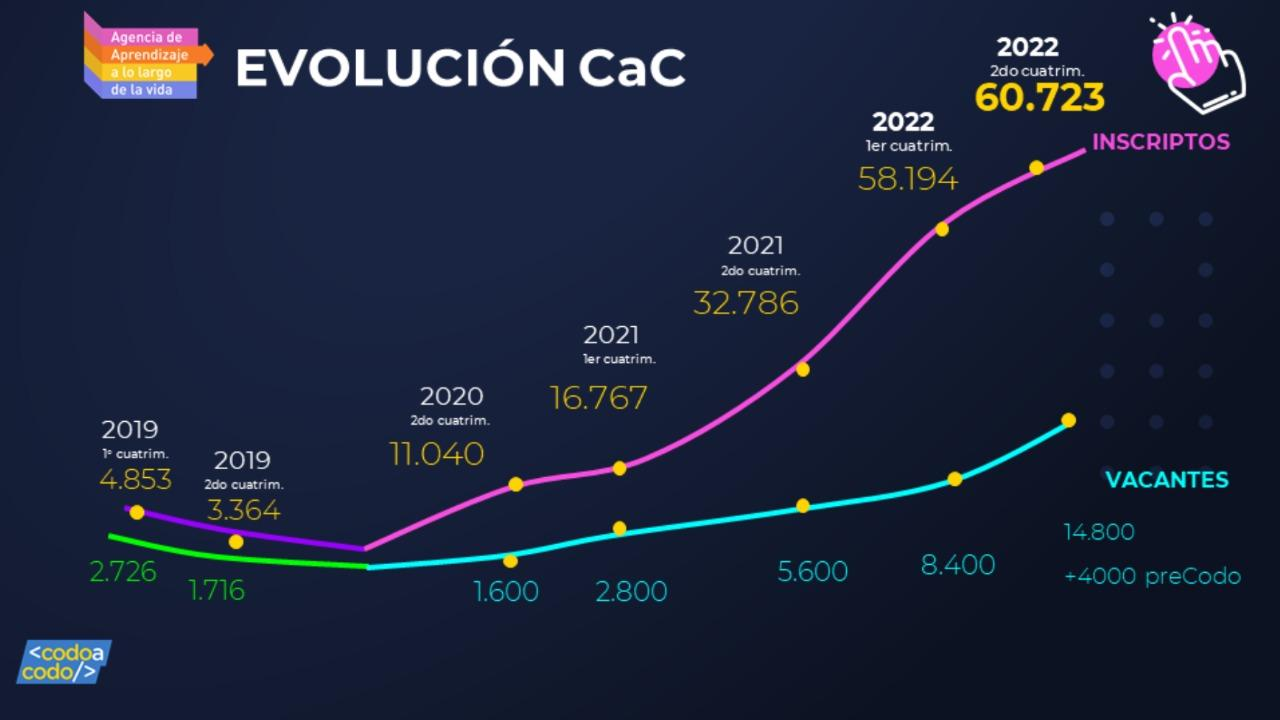 Agencia de
Aprendizaje
a lo largo
de la vida
EVOLUCIÓN CaC
2022
2do cuatrim.
60.723
INSCRIPTOS
2022
1er cuatrim.
58.194
2021
2do cuatrim.
32.786
2021
1er cuatrim.
16.767
2020
2do cuatrim.
11.040
2019
1º cuatrim.
4.853
2019
2do cuatrim.
3.364
VACANTES
2.726
1.716
1.600
2.800
5.600
8.400
14.800
+4000 preCodo
<codoa
codo/>